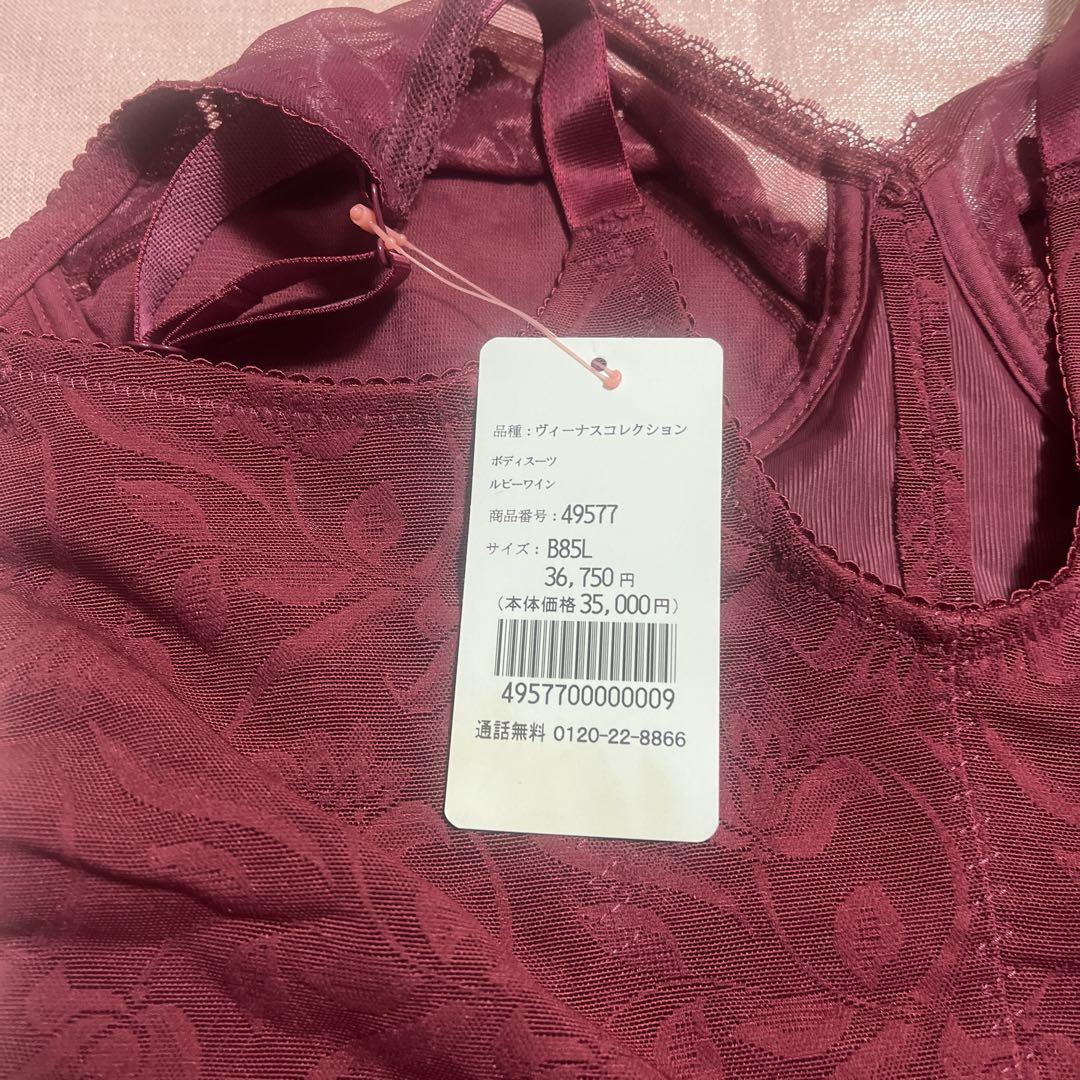 品種：ヴィーナスコレクション
ボディスーツ
ルビーワイン
商品番号：49577
サイズ：B85L
36,750円
（本体価格35,000円）
4957700000009
通話無料 0120-22-8866